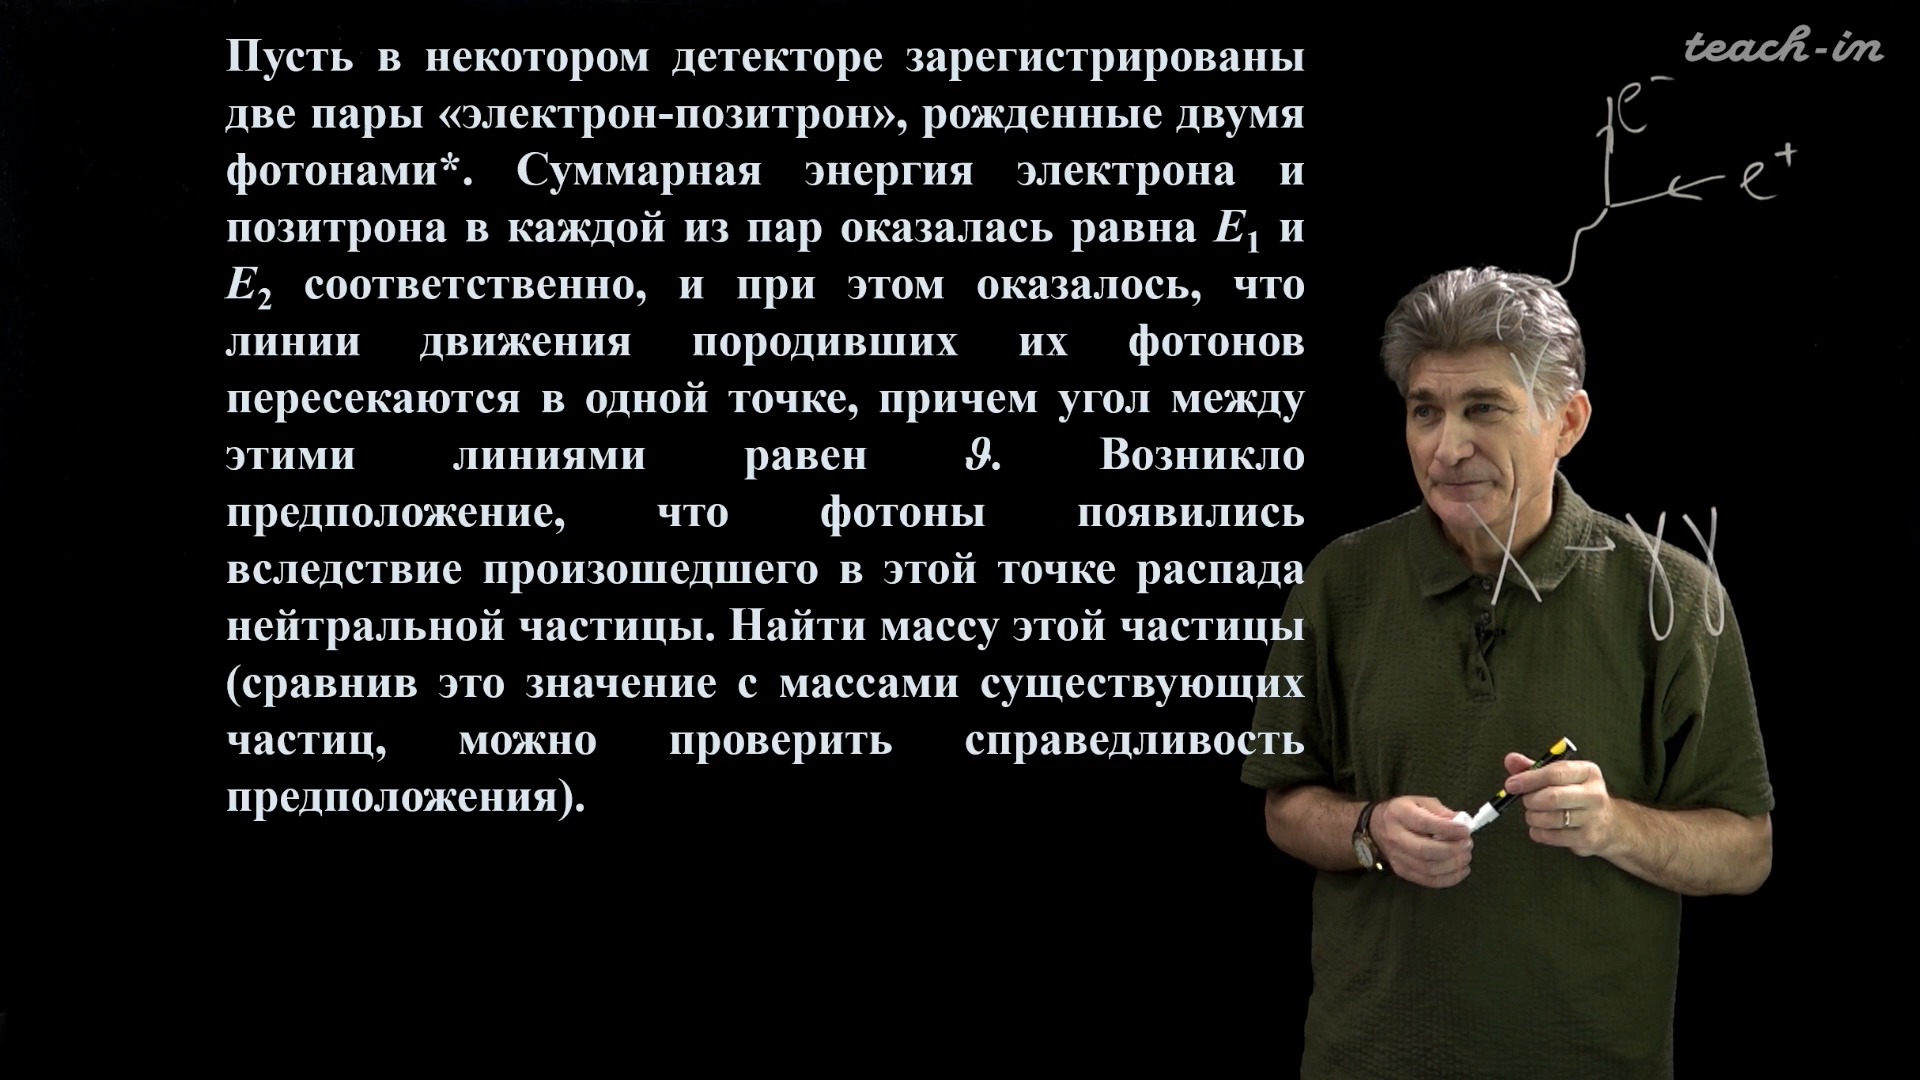 teach-in
Пусть в некотором детекторе зарегистрированы
две пары «электрон-позитрон», рожденные двумя
фотонами*. Суммарная энергия электрона и
позитрона в каждой из пар оказалась равна E₁ и
E₂ соответственно, и при этом оказалось, что
линии движения породивших их фотонов
пересекаются в одной точке, причем угол между
этими линиями равен ϑ. Возникло
предположение, что фотоны появились
вследствие произошедшего в этой точке распада
нейтральной частицы. Найти массу этой частицы
(сравнив это значение с массами существующих
частиц, можно проверить справедливость
предположения).
e⁻
e⁺
γ
X → γγ